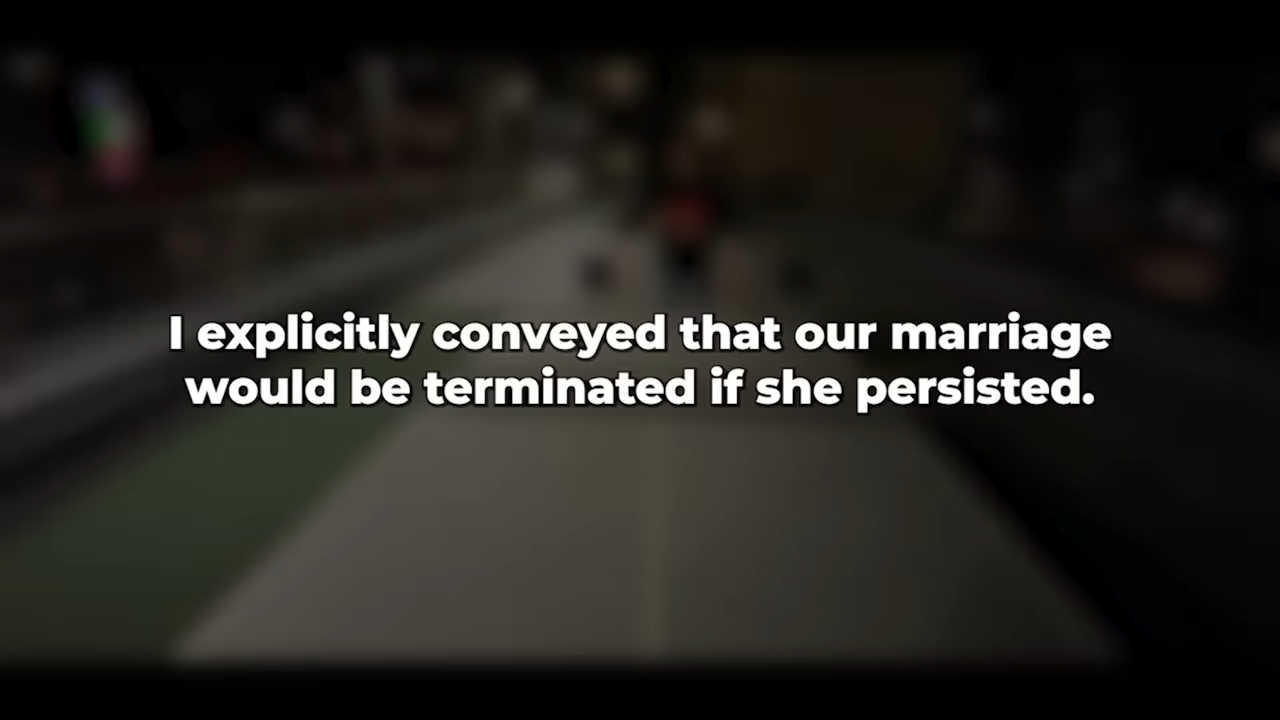 I explicitly conveyed that our marriage
would be terminated if she persisted.